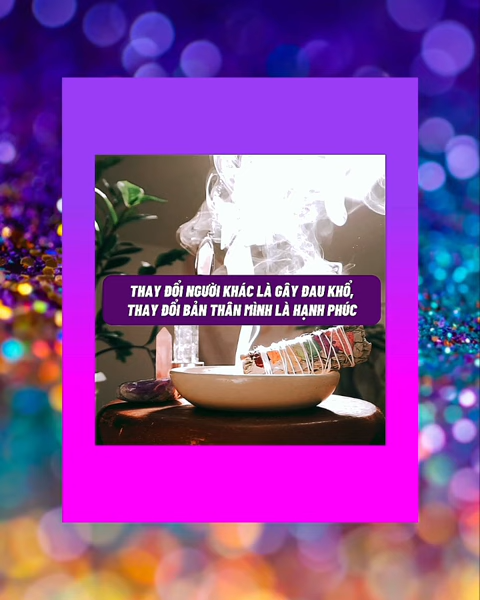 THAY ĐỔI NGƯỜI KHÁC LÀ GÂY ĐAU KHỔ,
THAY ĐỔI BẢN THÂN MÌNH LÀ HẠNH PHÚC